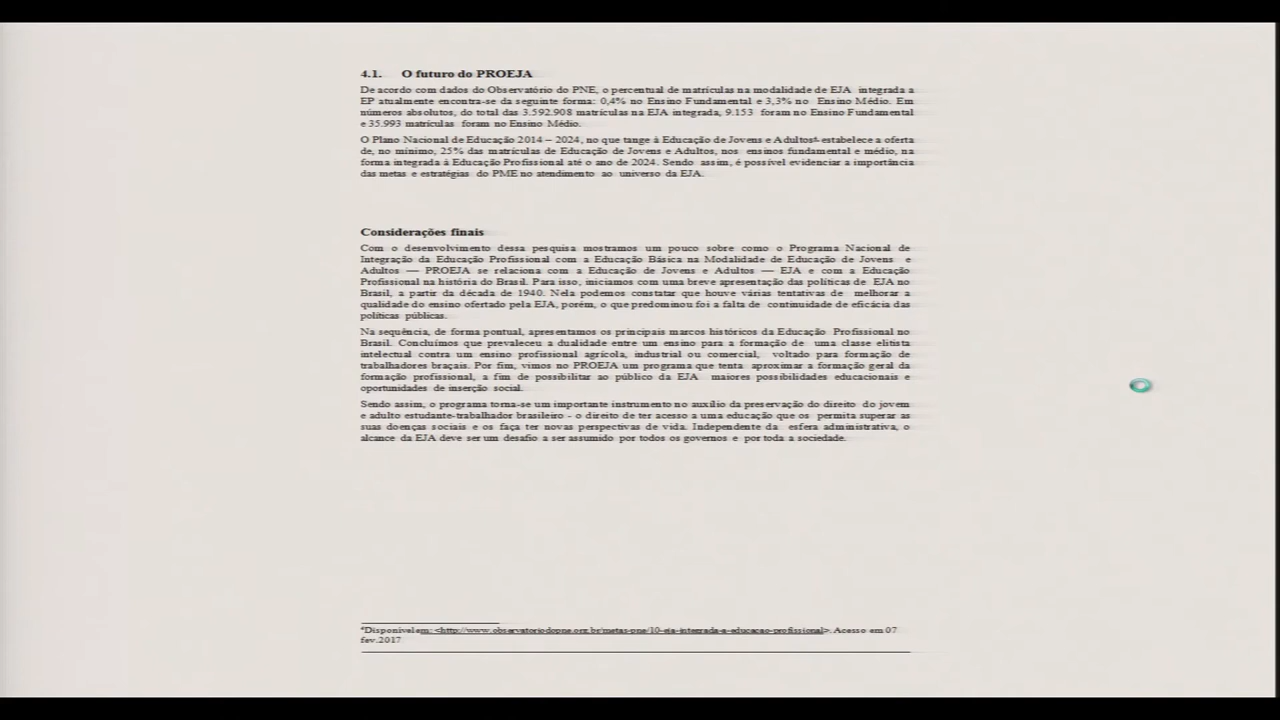 4.1. O futuro do PROEJA
De acordo com dados do Observatório do PNE, o percentual de matrículas na modalidade de EJA integrada a
EP atualmente encontra-se da seguinte forma: 0,4% no Ensino Fundamental e 3,3% no Ensino Médio. Em
números absolutos, do total das 3.592.908 matrículas na EJA integrada, 9.153 foram no Ensino Fundamental
e 35.993 matrículas foram no Ensino Médio.
O Plano Nacional de Educação 2014 – 2024, no que tange à Educação de Jovens e Adultos⁴ estabelece a oferta
de, no mínimo, 25% das matrículas de Educação de Jovens e Adultos, nos ensinos fundamental e médio, na
forma integrada à Educação Profissional até o ano de 2024. Sendo assim, é possível evidenciar a importância
das metas e estratégias do PME no atendimento ao universo da EJA.
Considerações finais
Com o desenvolvimento dessa pesquisa mostramos um pouco sobre como o Programa Nacional de
Integração da Educação Profissional com a Educação Básica na Modalidade de Educação de Jovens e
Adultos — PROEJA se relaciona com a Educação de Jovens e Adultos — EJA e com a Educação
Profissional na história do Brasil. Para isso, iniciamos com uma breve apresentação das políticas de EJA no
Brasil, a partir da década de 1940. Nela podemos constatar que houve várias tentativas de melhorar a
qualidade do ensino ofertado pela EJA, porém, o que predominou foi a falta de continuidade de eficácia das
políticas públicas.
Na sequência, de forma pontual, apresentamos os principais marcos históricos da Educação Profissional no
Brasil. Concluímos que prevaleceu a dualidade entre um ensino para a formação de uma classe elitista
intelectual contra um ensino profissional agrícola, industrial ou comercial, voltado para formação de
trabalhadores braçais. Por fim, vimos no PROEJA um programa que tenta aproximar a formação geral da
formação profissional, a fim de possibilitar ao público da EJA maiores possibilidades educacionais e
oportunidades de inserção social.
Sendo assim, o programa torna-se um importante instrumento no auxílio da preservação do direito do jovem
e adulto estudante-trabalhador brasileiro - o direito de ter acesso a uma educação que os permita superar as
suas doenças sociais e os faça ter novas perspectivas de vida. Independente da esfera administrativa, o
alcance da EJA deve ser um desafio a ser assumido por todos os governos e por toda a sociedade.
⁴Disponível em: <http://www.observatoriodopne.org.br/metas-pne/10-eja-integrada-a-educacao-profissional>. Acesso em 07
fev.2017